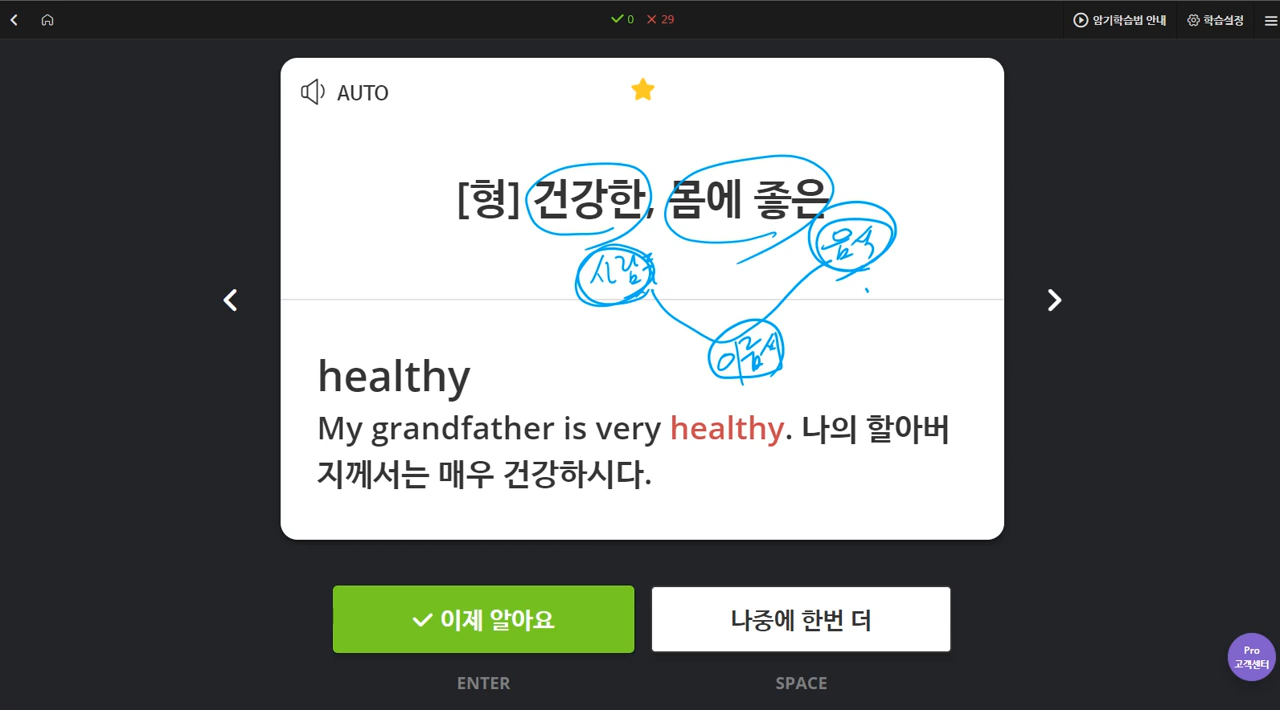 0 29
암기학습법 안내 학습설정
AUTO
[형] 건강한, 몸에 좋은
음식
사람
healthy
My grandfather is very healthy. 나의 할아버
지께서는 매우 건강하시다.
이제 알아요
나중에 한번 더
ENTER
SPACE
Pro
고객센터